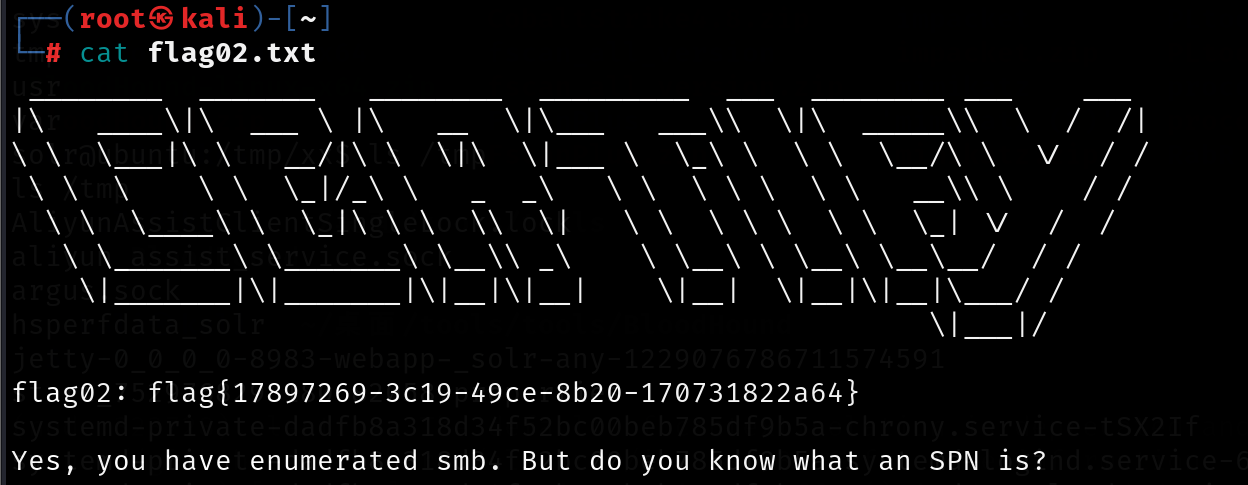 ┌──(root㉿kali)-[~]
└─# cat flag02.txt
CERTIFY
flag02: flag{17897269-3c19-49ce-8b20-170731822a64}
Yes, you have enumerated smb. But do you know what an SPN is?